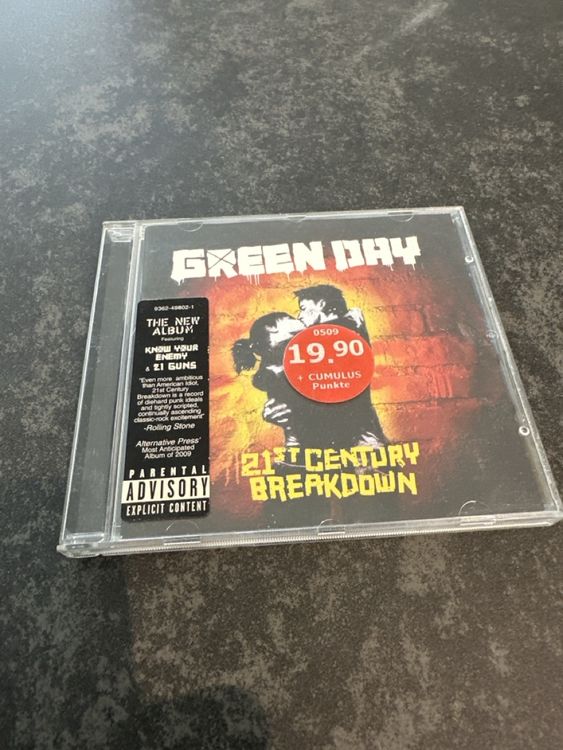 GREEN DAY
9362-49802-1
THE NEW
ALBUM
Featuring
KNOW YOUR
ENEMY
& 21 GUNS
"Even more ambitious
than American Idiot,
21st Century
Breakdown is a record
of diehard punk ideals
and tightly scripted,
continually ascending
classic-rock excitement"
-Rolling Stone
Alternative Press'
Most Anticipated
Album of 2009
PARENTAL
ADVISORY
EXPLICIT CONTENT
0509
19.90
+ CUMULUS
Punkte
21ST CENTURY
BREAKDOWN